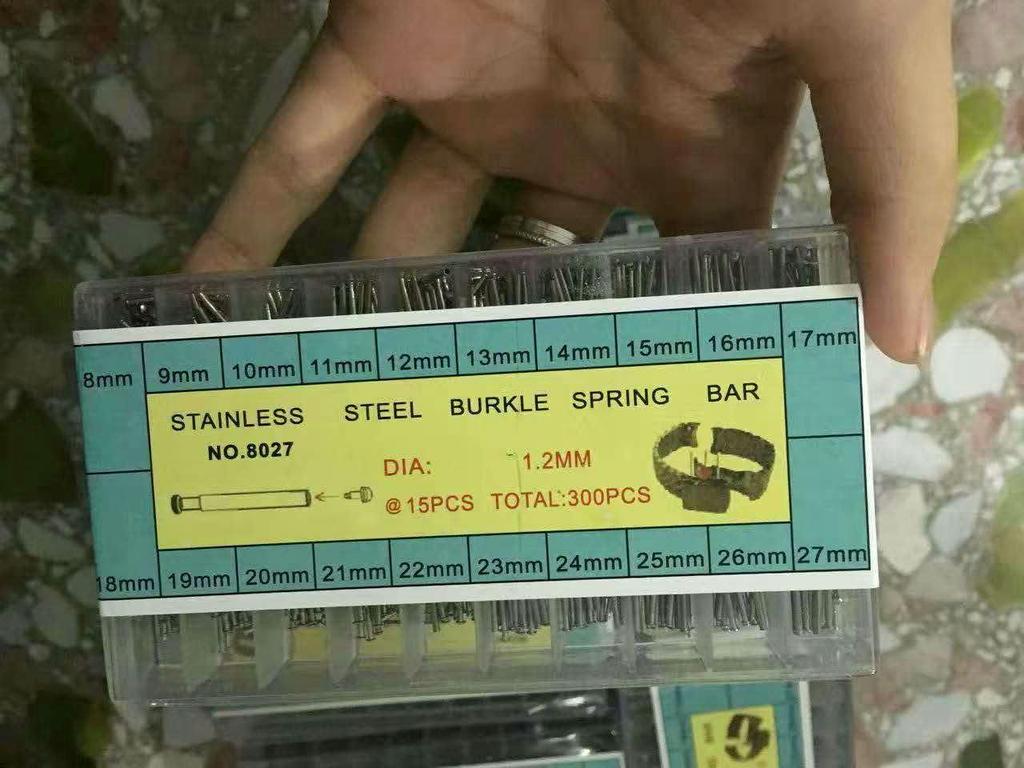 8mm 9mm 10mm 11mm 12mm 13mm 14mm 15mm 16mm 17mm
STAINLESS STEEL BURKLE SPRING BAR
NO.8027
DIA: 1.2MM
@15PCS TOTAL:300PCS
18mm 19mm 20mm 21mm 22mm 23mm 24mm 25mm 26mm 27mm